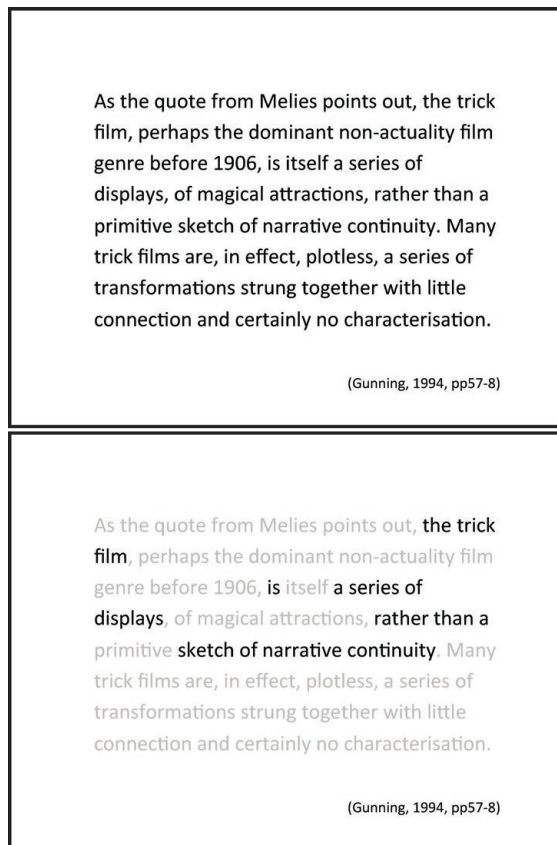 As the quote from Melies points out, the trick
film, perhaps the dominant non-actuality film
genre before 1906, is itself a series of
displays, of magical attractions, rather than a
primitive sketch of narrative continuity. Many
trick films are, in effect, plotless, a series of
transformations strung together with little
connection and certainly no characterisation.
(Gunning, 1994, pp57-8)
As the quote from Melies points out, the trick
film, perhaps the dominant non-actuality film
genre before 1906, is itself a series of
displays, of magical attractions, rather than a
primitive sketch of narrative continuity. Many
trick films are, in effect, plotless, a series of
transformations strung together with little
connection and certainly no characterisation.
(Gunning, 1994, pp57-8)